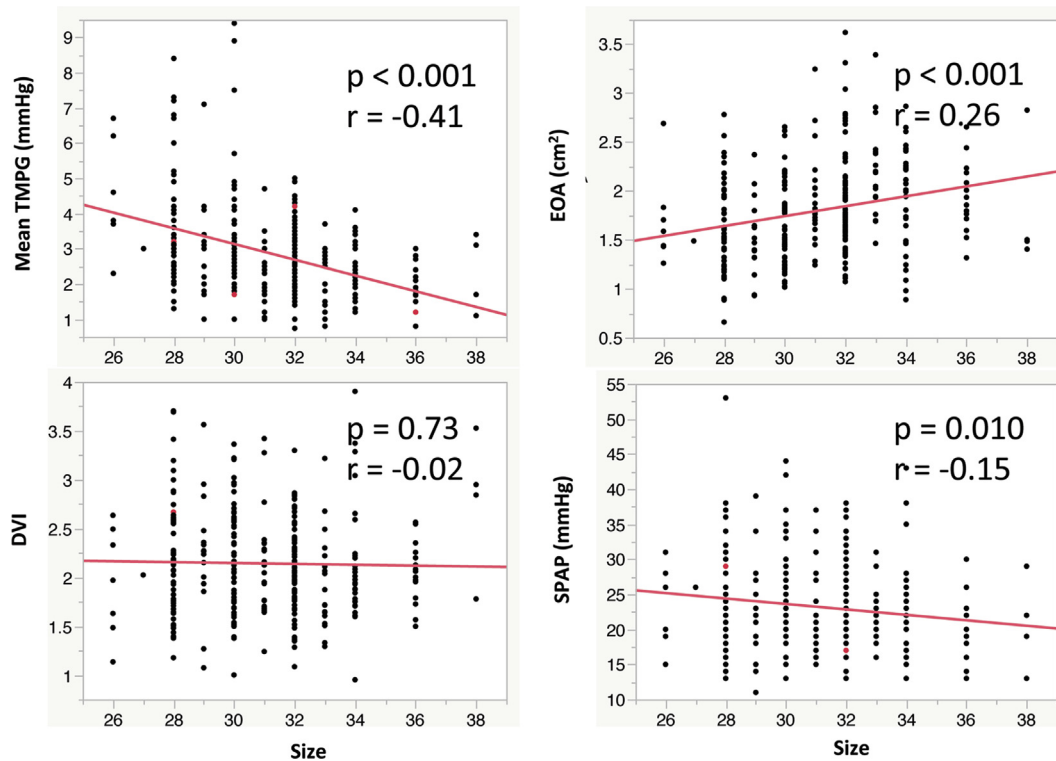 Mean TMPG (mmHg)
9
8
7
6
5
4
3
2
1
26 28 30 32 34 36 38
p < 0.001
r = -0.41
EOA (cm²)
3.5
3
2.5
2
1.5
1
0.5
26 28 30 32 34 36 38
p < 0.001
r = 0.26
DVI
4
3.5
3
2.5
2
1.5
1
26 28 30 32 34 36 38
p = 0.73
r = -0.02
Size
SPAP (mmHg)
55
50
45
40
35
30
25
20
15
10
26 28 30 32 34 36 38
p = 0.010
r = -0.15
Size